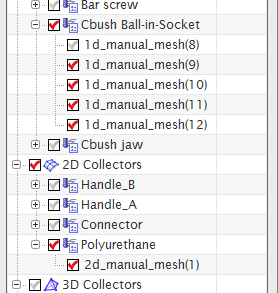 Bar screw
Cbush Ball-in-Socket
1d_manual_mesh(8)
1d_manual_mesh(9)
1d_manual_mesh(10)
1d_manual_mesh(11)
1d_manual_mesh(12)
Cbush jaw
2D Collectors
Handle_B
Handle_A
Connector
Polyurethane
2d_manual_mesh(1)
3D Collectors